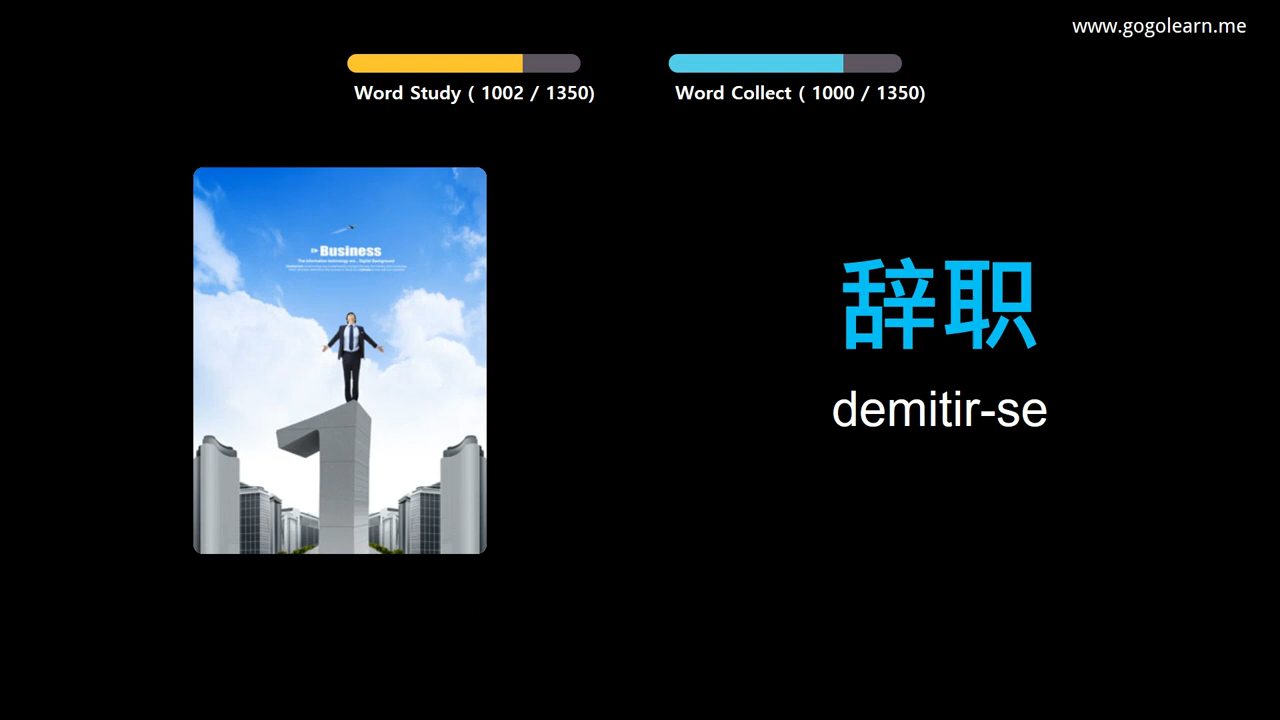 www.gogolearn.me
Word Study ( 1002 / 1350)
Word Collect ( 1000 / 1350)
Business
辞职
demitir-se